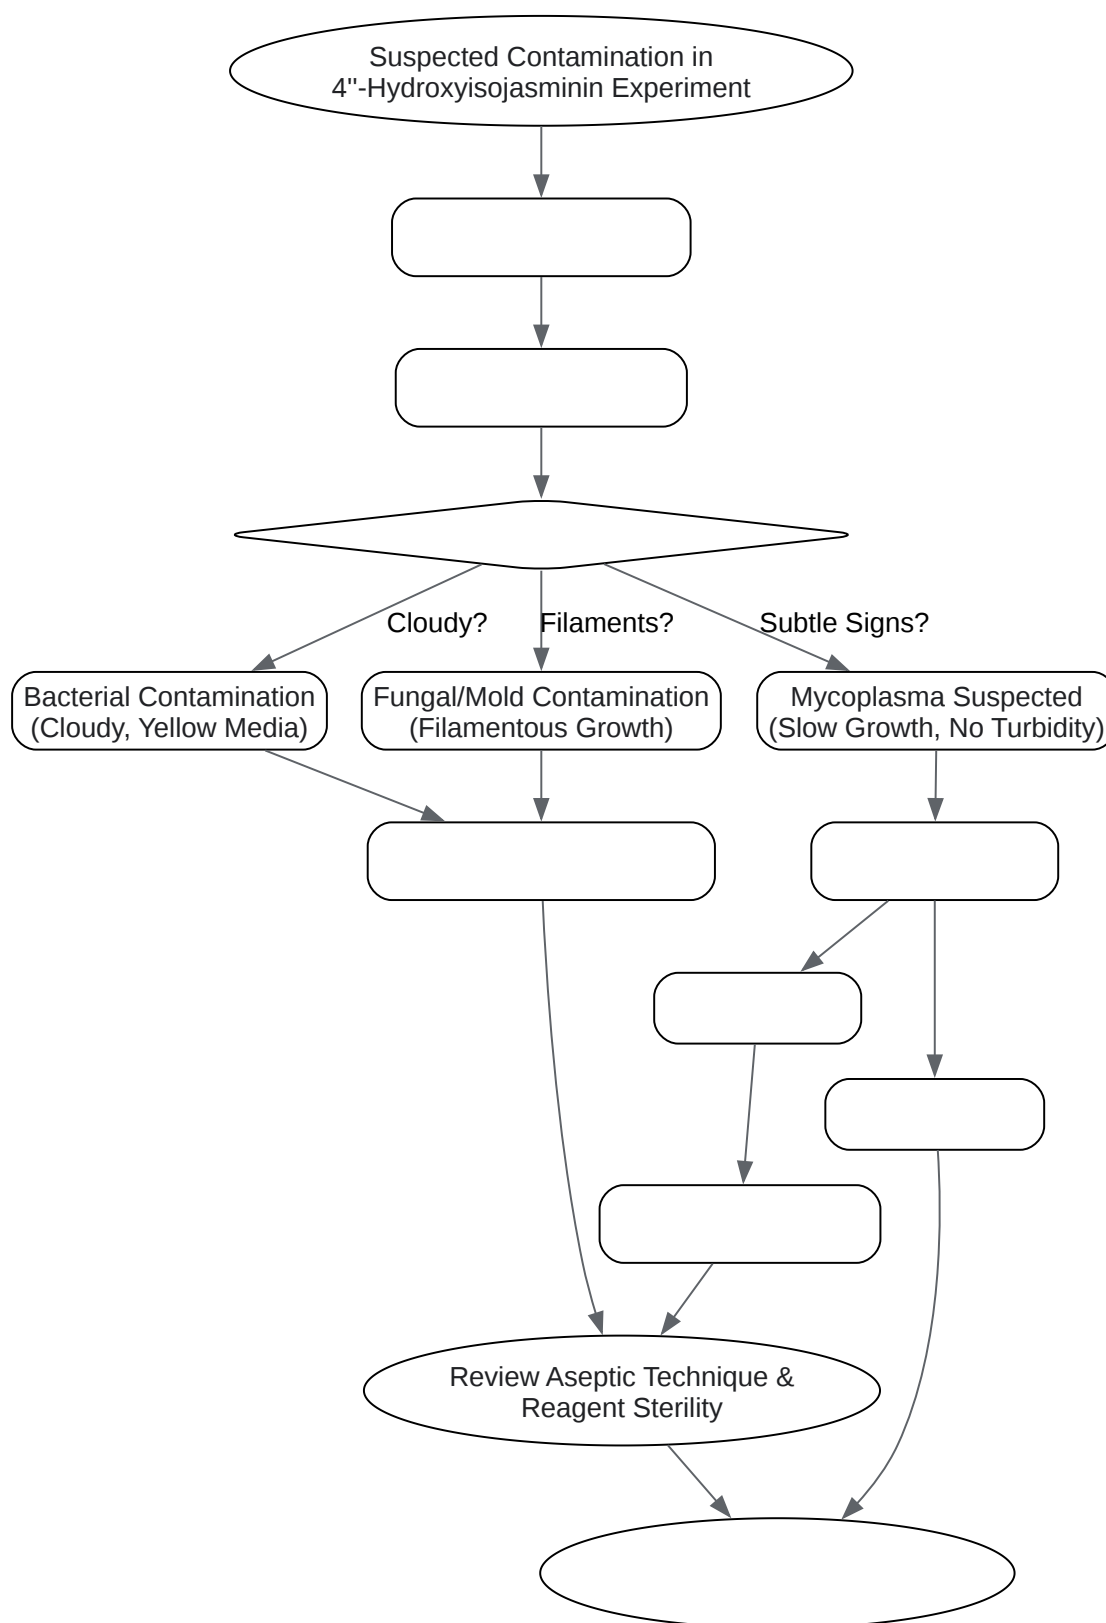 Suspected Contamination in
4''-Hydroxyisojasminin Experiment
Cloudy?
Filaments?
Subtle Signs?
Bacterial Contamination
(Cloudy, Yellow Media)
Fungal/Mold Contamination
(Filamentous Growth)
Mycoplasma Suspected
(Slow Growth, No Turbidity)
Review Aseptic Technique &
Reagent Sterility